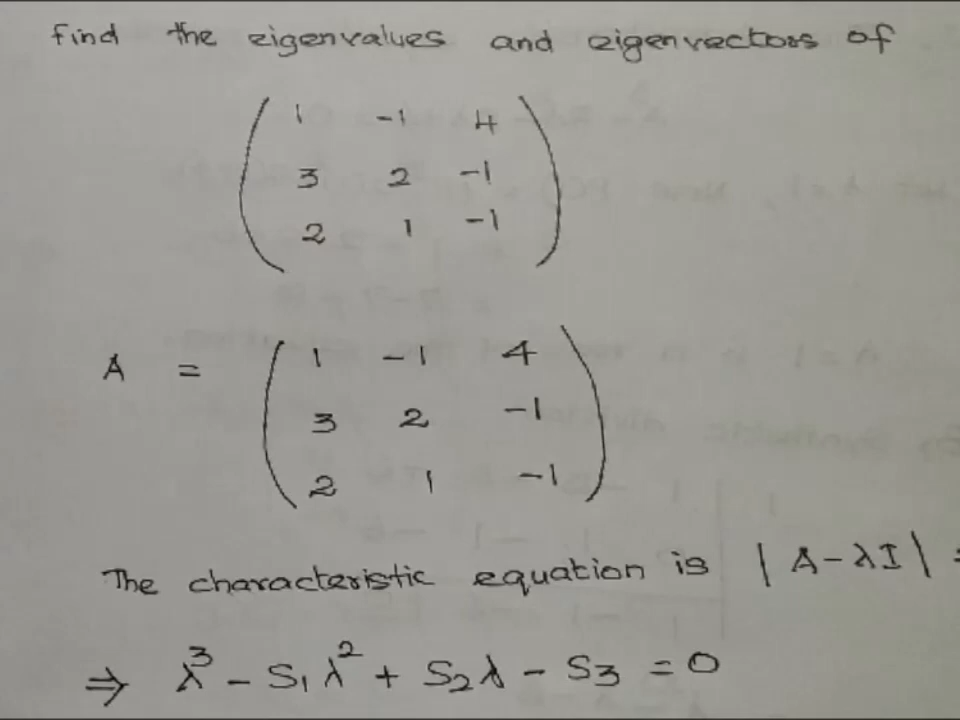 Find the eigenvalues and eigenvectors of
1 -1 4
3 2 -1
2 1 -1
A = ( 1 -1 4
3 2 -1
2 1 -1 )
The characteristic equation is | A - λI | =
⇒ λ³ - S₁λ² + S₂λ - S3 = 0